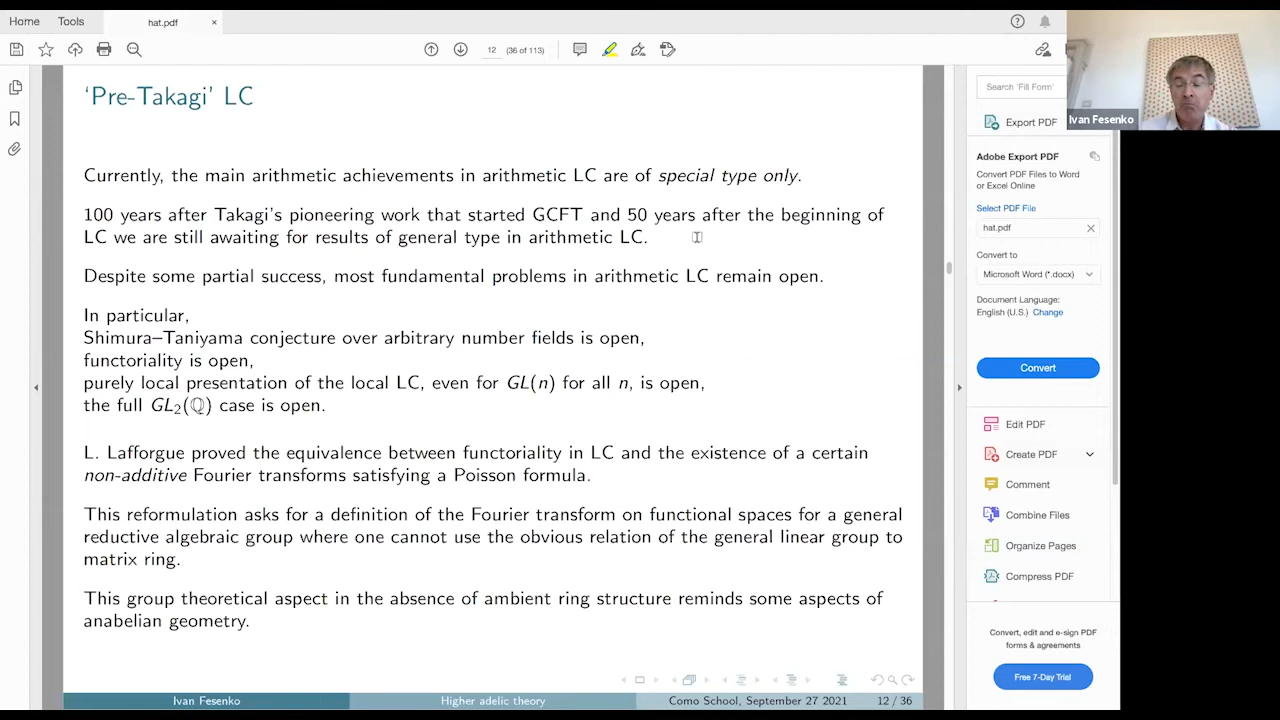 Home
Tools
hat.pdf
×
12
(36 of 113)
Ivan Fesenko
'Pre-Takagi' LC
Currently, the main arithmetic achievements in arithmetic LC are of special type only.
100 years after Takagi's pioneering work that started GCFT and 50 years after the beginning of
LC we are still awaiting for results of general type in arithmetic LC.
Despite some partial success, most fundamental problems in arithmetic LC remain open.
In particular,
Shimura–Taniyama conjecture over arbitrary number fields is open,
functoriality is open,
purely local presentation of the local LC, even for GL(n) for all n, is open,
the full GL₂(ℚ) case is open.
L. Lafforgue proved the equivalence between functoriality in LC and the existence of a certain
non-additive Fourier transforms satisfying a Poisson formula.
This reformulation asks for a definition of the Fourier transform on functional spaces for a general
reductive algebraic group where one cannot use the obvious relation of the general linear group to
matrix ring.
This group theoretical aspect in the absence of ambient ring structure reminds some aspects of
anabelian geometry.
Ivan Fesenko
Higher adelic theory
Como School, September 27 2021
12 / 36
Search 'Fill Form'
Export PDF
Adobe Export PDF
Convert PDF Files to Word
or Excel Online
Select PDF File
hat.pdf
Convert to
Microsoft Word (*.docx)
Document Language:
English (U.S.) Change
Convert
Edit PDF
Create PDF
Comment
Combine Files
Organize Pages
Compress PDF
Convert, edit and e-sign PDF
forms & agreements
Free 7-Day Trial